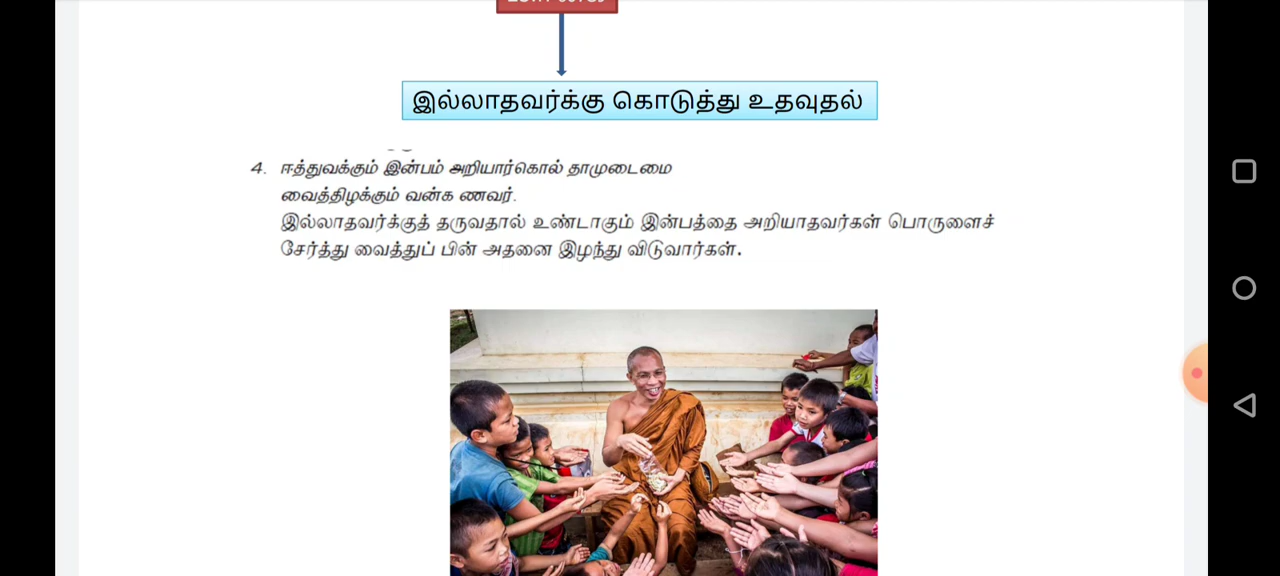 இல்லாதவர்க்கு கொடுத்து உதவுதல்
4. ஈத்துவக்கும் இன்பம் அறியார்கொல் தாமுடைமை
வைத்திழக்கும் வன்க ணவர்.
இல்லாதவர்க்குத் தருவதால் உண்டாகும் இன்பத்தை அறியாதவர்கள் பொருளைச்
சேர்த்து வைத்துப் பின் அதனை இழந்து விடுவார்கள்.